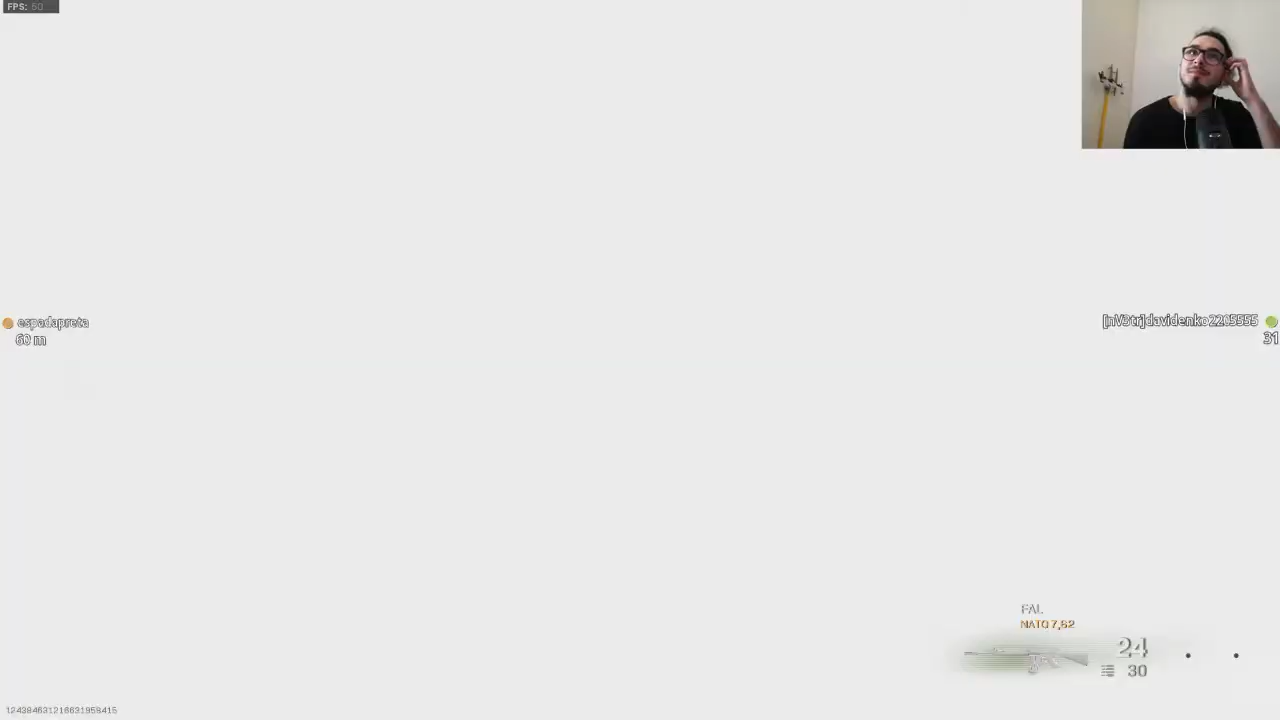 FPS: 50
espadapreta
60 m
[nV3tr]davidenko2205555
31
FAL
NATO 7,62
24
30